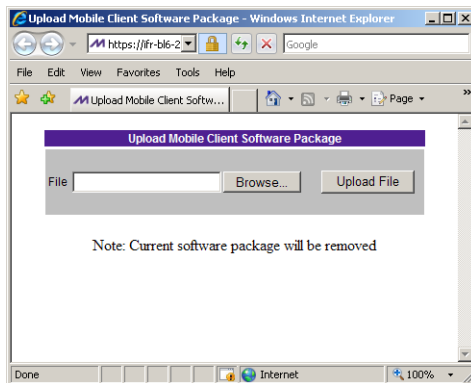 Upload Mobile Client Software Package - Windows Internet Explorer
https://ifr-bl6-2
Google
File Edit View Favorites Tools Help
Upload Mobile Client Softw...
Page
Upload Mobile Client Software Package
File Browse... Upload File
Note: Current software package will be removed
Done Internet 100%